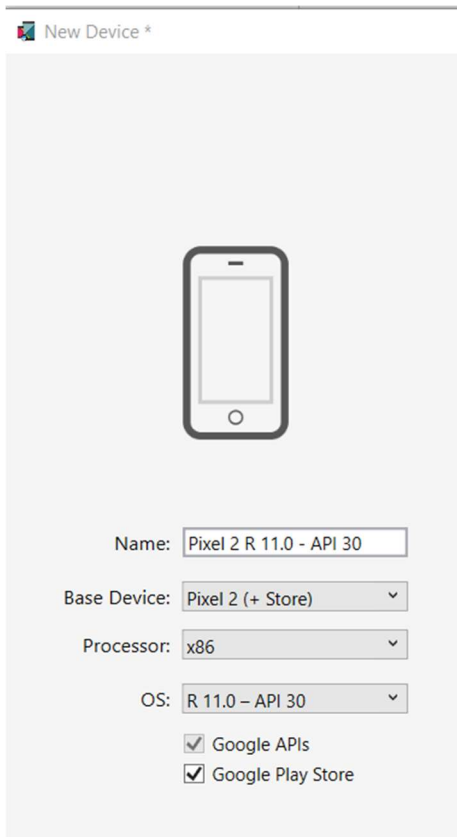 New Device *
Name: Pixel 2 R 11.0 - API 30
Base Device: Pixel 2 (+ Store)
Processor: x86
OS: R 11.0 – API 30
Google APIs
Google Play Store